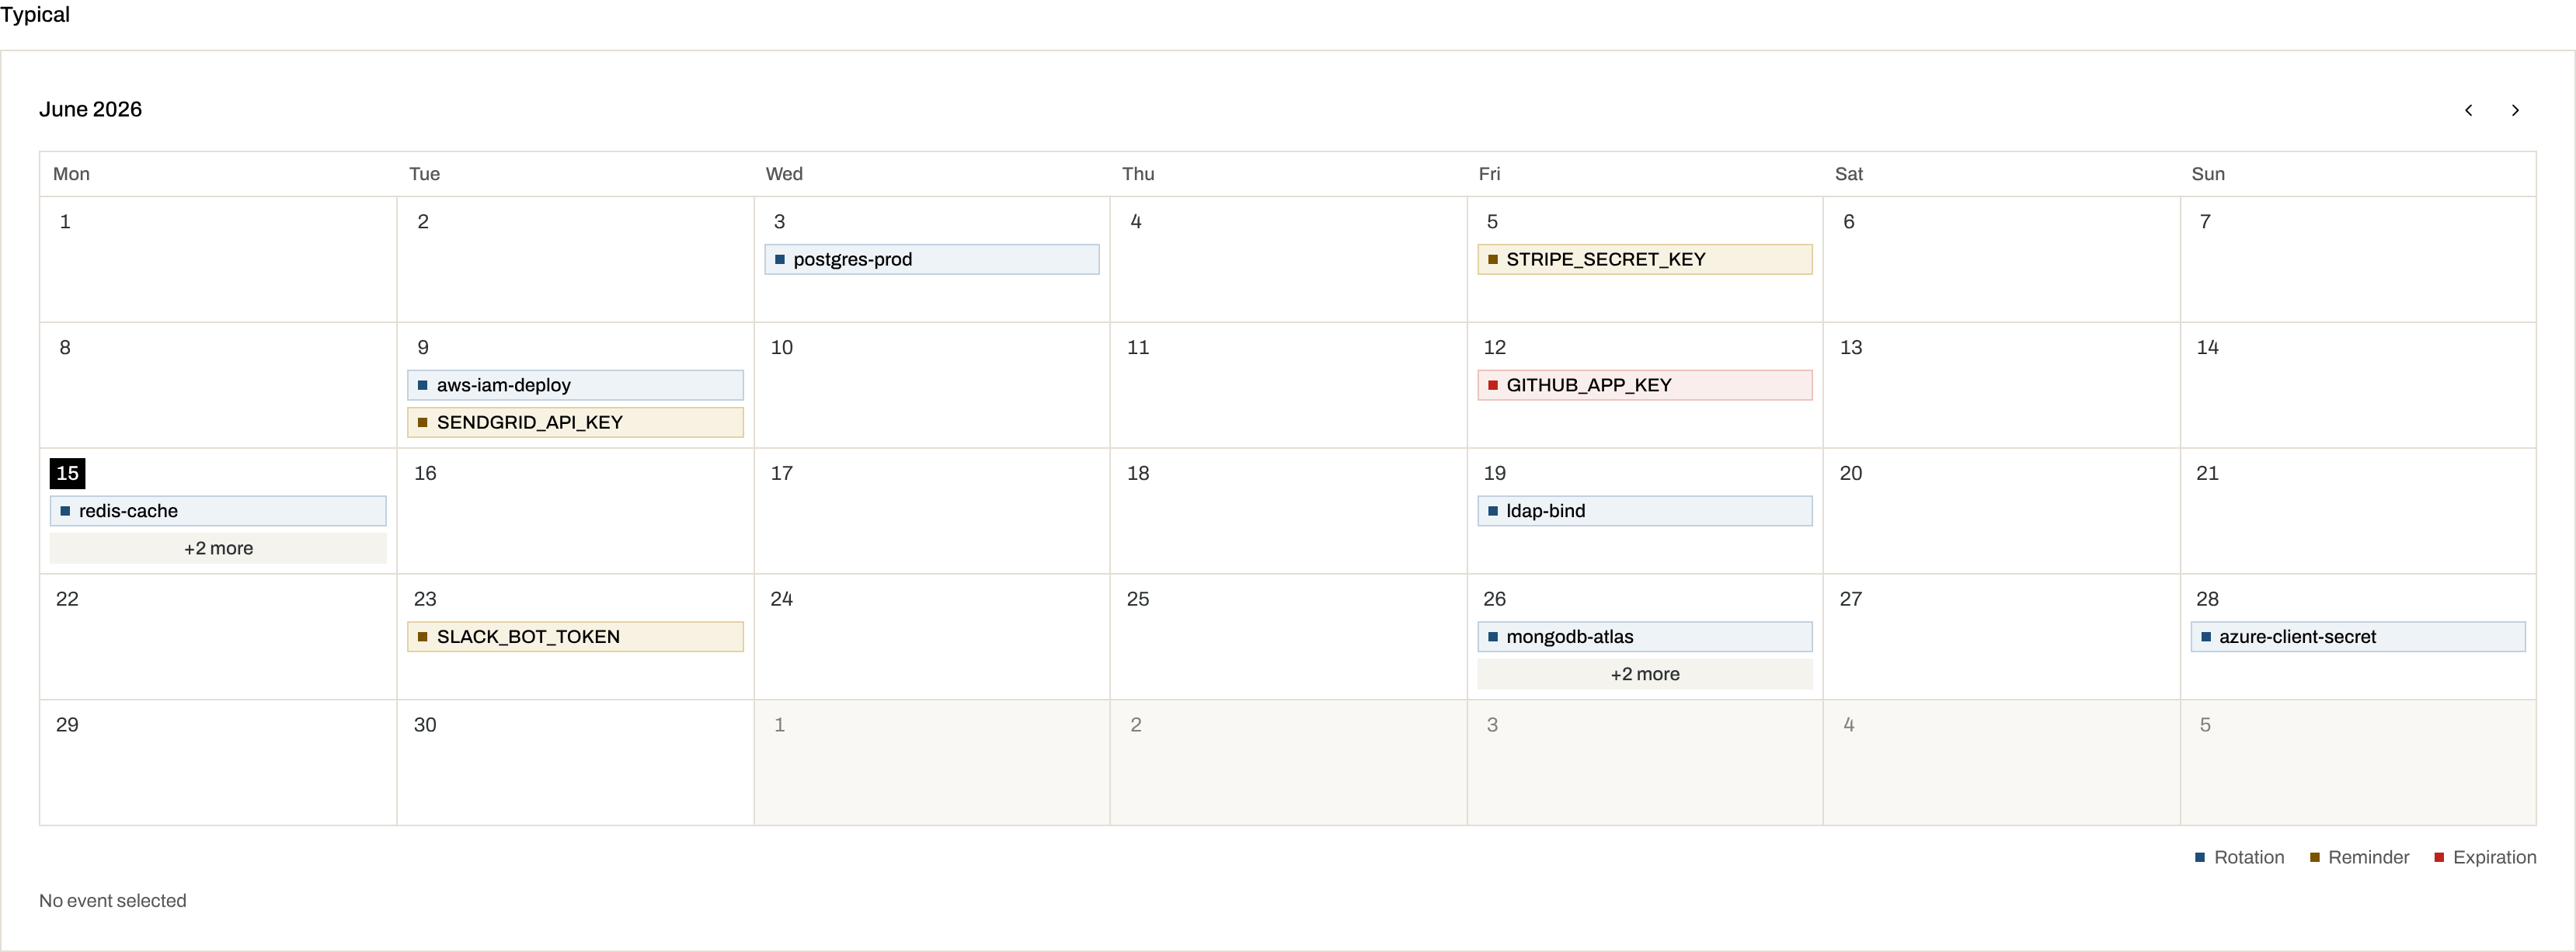 Typical
June 2026
Mon Tue Wed Thu Fri Sat Sun
1 2 3 4 5 6 7
postgres-prod STRIPE_SECRET_KEY
8 9 10 11 12 13 14
aws-iam-deploy GITHUB_APP_KEY
SENDGRID_API_KEY
15 16 17 18 19 20 21
redis-cache ldap-bind
+2 more
22 23 24 25 26 27 28
SLACK_BOT_TOKEN mongodb-atlas azure-client-secret
+2 more
29 30 1 2 3 4 5
Rotation Reminder Expiration
No event selected